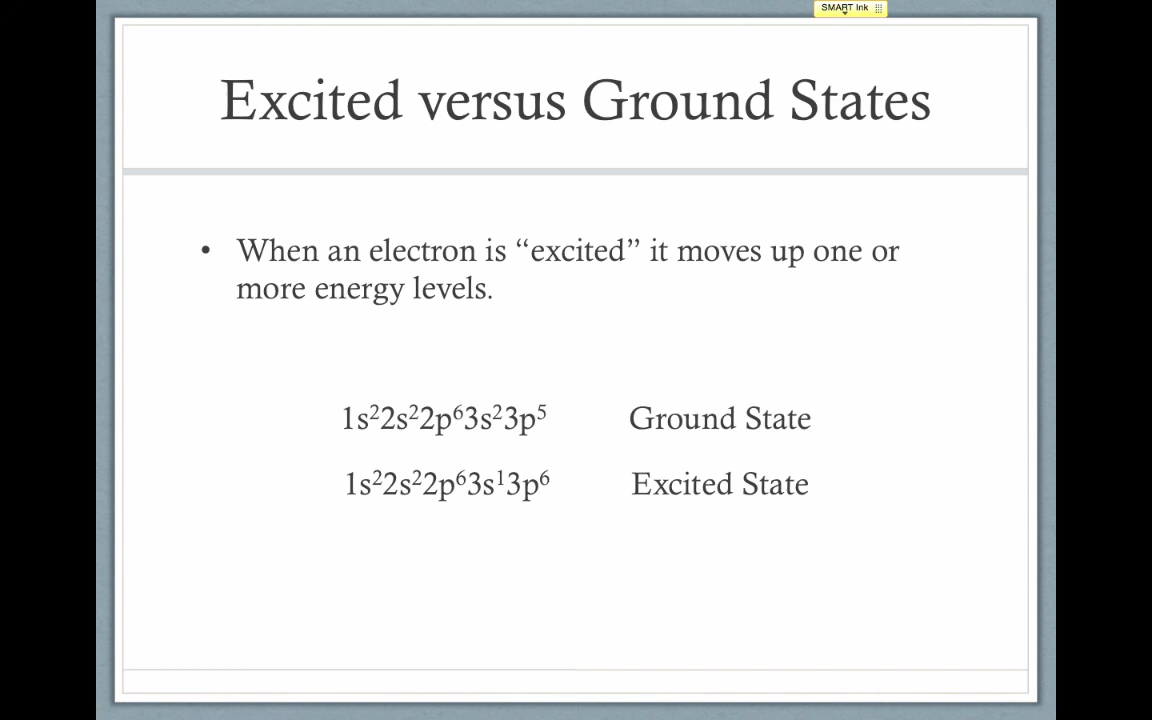 SMART Ink
Excited versus Ground States
• When an electron is “excited” it moves up one or
more energy levels.
1s²2s²2p⁶3s²3p⁵ Ground State
1s²2s²2p⁶3s¹3p⁶ Excited State